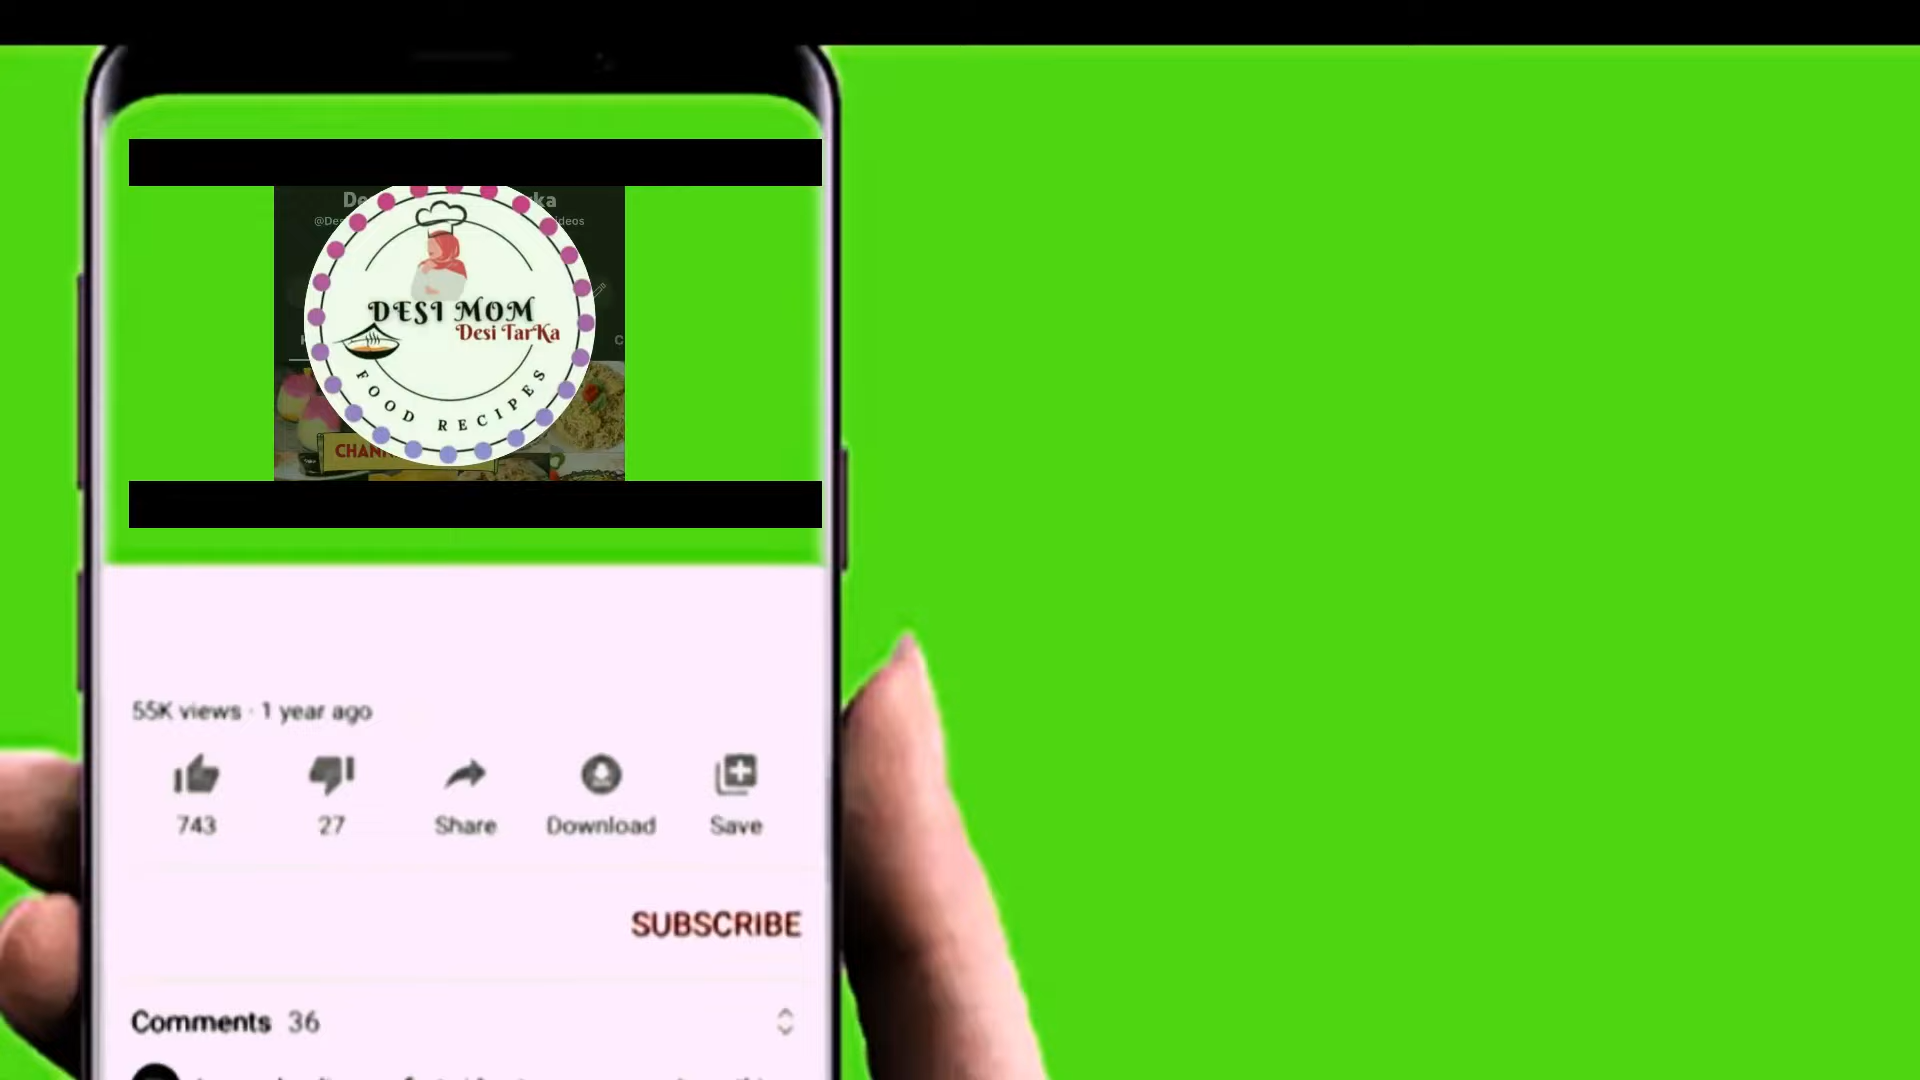 DESI MOM
Desi TarKa
FOOD RECIPES
55K views · 1 year ago
743
27
Share
Download
Save
SUBSCRIBE
Comments 36